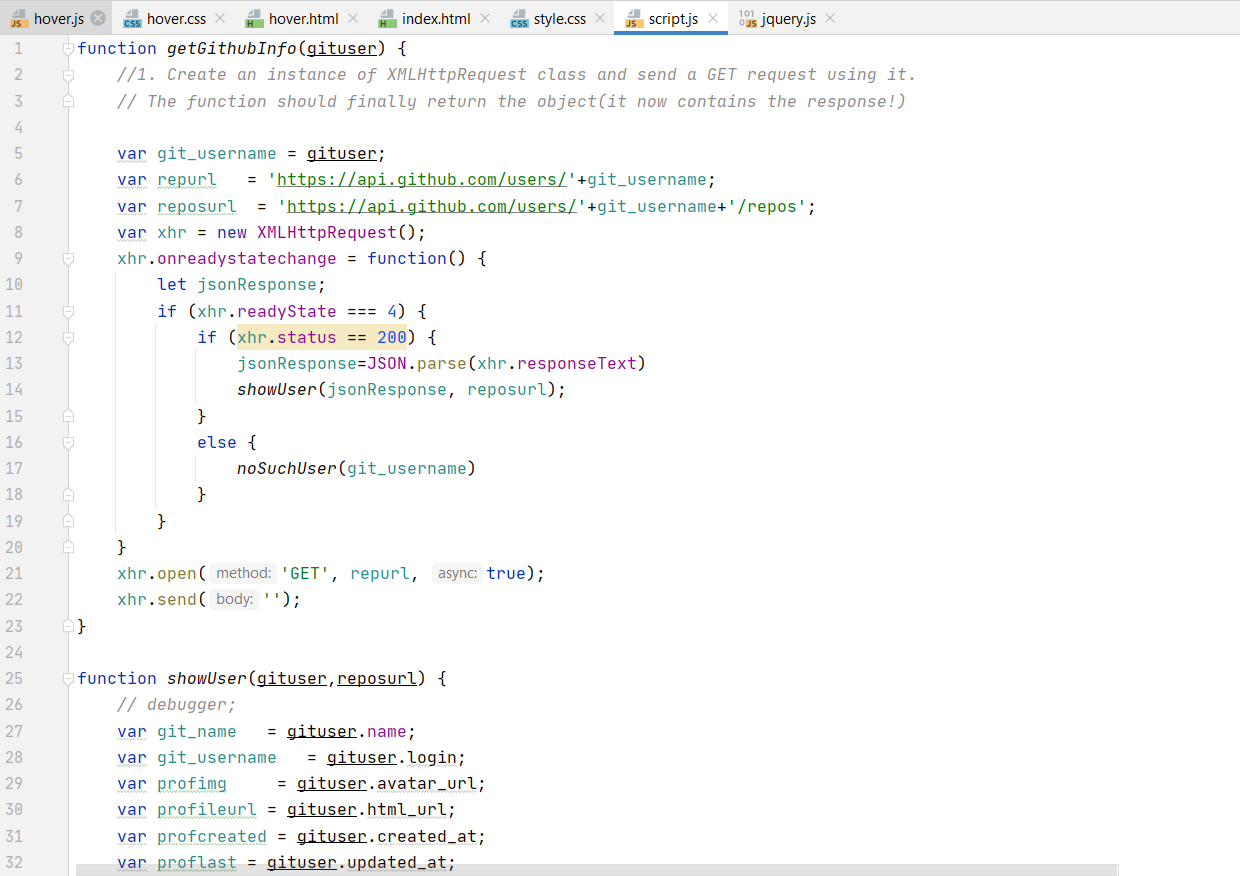 hover.js hover.css hover.html index.html style.css script.js jquery.js
1 function getGithubInfo(gituser) {
2 //1. Create an instance of XMLHttpRequest class and send a GET request using it.
3 // The function should finally return the object(it now contains the response!)
4
5 var git_username = gituser;
6 var repurl   = 'https://api.github.com/users/'+git_username;
7 var reposurl  = 'https://api.github.com/users/'+git_username+'/repos';
8 var xhr = new XMLHttpRequest();
9 xhr.onreadystatechange = function() {
10 let jsonResponse;
11 if (xhr.readyState === 4) {
12 if (xhr.status == 200) {
13 jsonResponse=JSON.parse(xhr.responseText)
14 showUser(jsonResponse, reposurl);
15 }
16 else {
17 noSuchUser(git_username)
18 }
19 }
20 }
21 xhr.open( method: 'GET', repurl, async: true);
22 xhr.send( body: '');
23 }
24
25 function showUser(gituser,reposurl) {
26 // debugger;
27 var git_name   = gituser.name;
28 var git_username   = gituser.login;
29 var profimg     = gituser.avatar_url;
30 var profileurl = gituser.html_url;
31 var profcreated = gituser.created_at;
32 var proflast = gituser.updated_at;